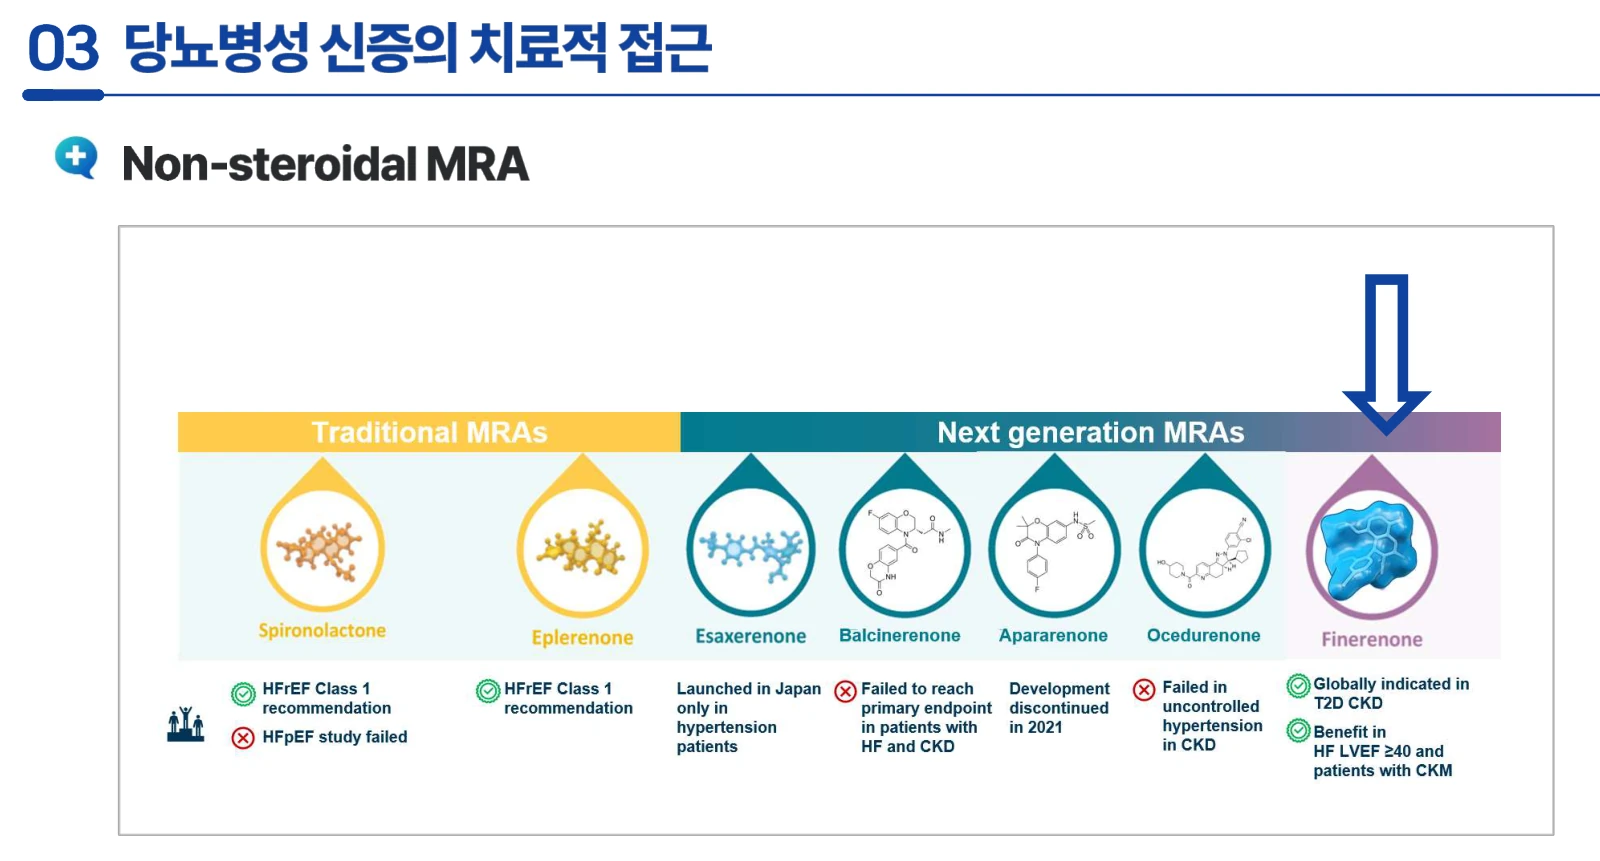 03 당뇨병성 신증의 치료적 접근
Non-steroidal MRA
Traditional MRAs
Next generation MRAs
Spironolactone
Eplerenone
Esaxerenone
Balcinerenone
Apararenone
Ocedurenone
Finerenone
HFrEF Class 1
recommendation
HFpEF study failed
HFrEF Class 1
recommendation
Launched in Japan
only in
hypertension
patients
Failed to reach
primary endpoint
in patients with
HF and CKD
Development
discontinued
in 2021
Failed in
uncontrolled
hypertension
in CKD
Globally indicated in
T2D CKD
Benefit in
HF LVEF ≥40 and
patients with CKM